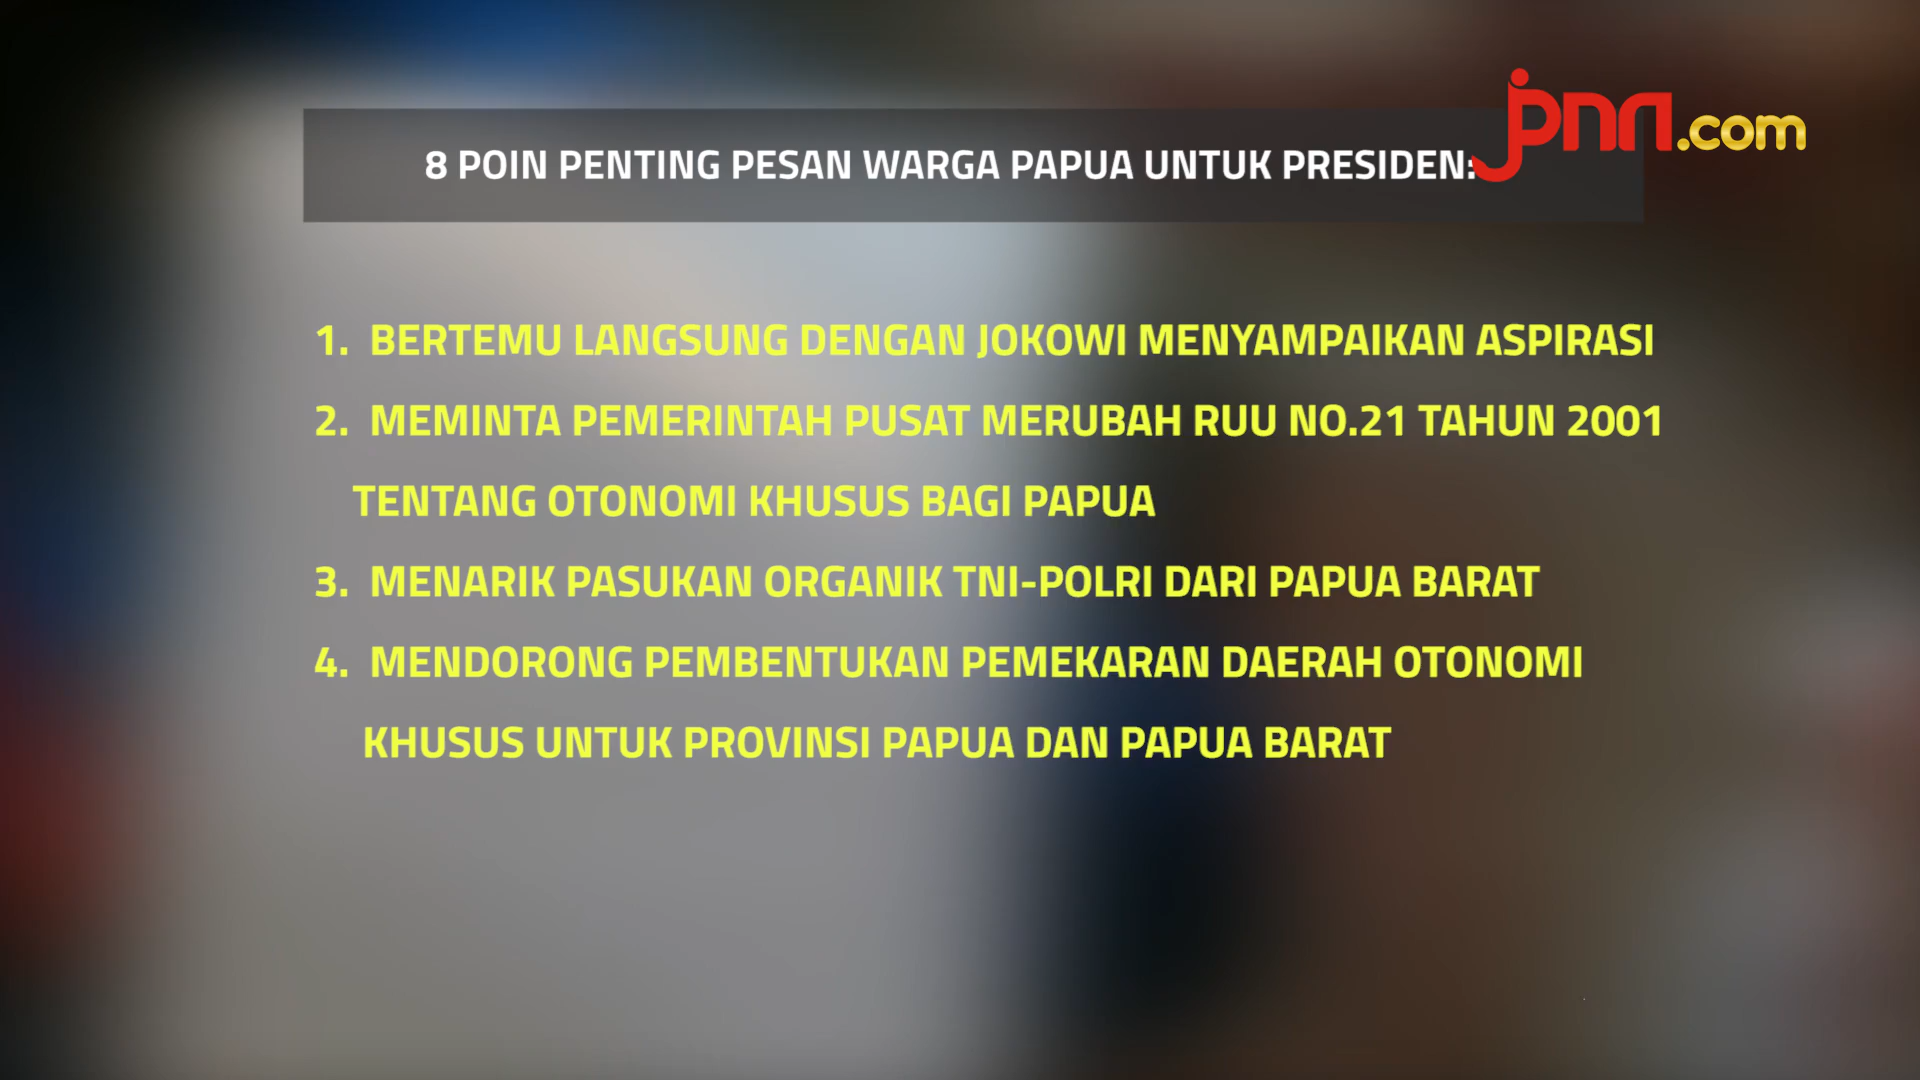 jpnn.com
8 POIN PENTING PESAN WARGA PAPUA UNTUK PRESIDEN:
1. BERTEMU LANGSUNG DENGAN JOKOWI MENYAMPAIKAN ASPIRASI
2. MEMINTA PEMERINTAH PUSAT MERUBAH RUU NO.21 TAHUN 2001
TENTANG OTONOMI KHUSUS BAGI PAPUA
3. MENARIK PASUKAN ORGANIK TNI-POLRI DARI PAPUA BARAT
4. MENDORONG PEMBENTUKAN PEMEKARAN DAERAH OTONOMI
KHUSUS UNTUK PROVINSI PAPUA DAN PAPUA BARAT